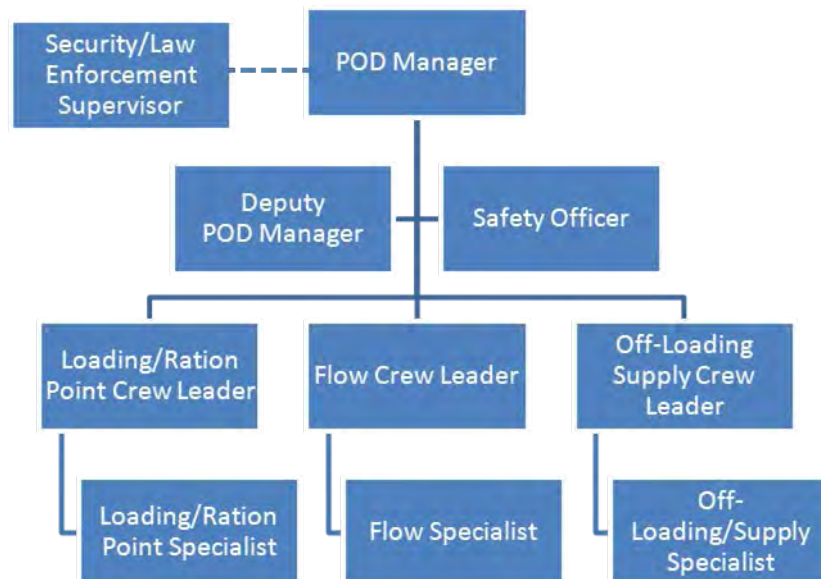 Security/Law
Enforcement
Supervisor
POD Manager
Deputy
POD Manager
Safety Officer
Loading/Ration
Point Crew Leader
Flow Crew Leader
Off-Loading
Supply Crew
Leader
Loading/Ration
Point Specialist
Flow Specialist
Off-
Loading/Supply
Specialist